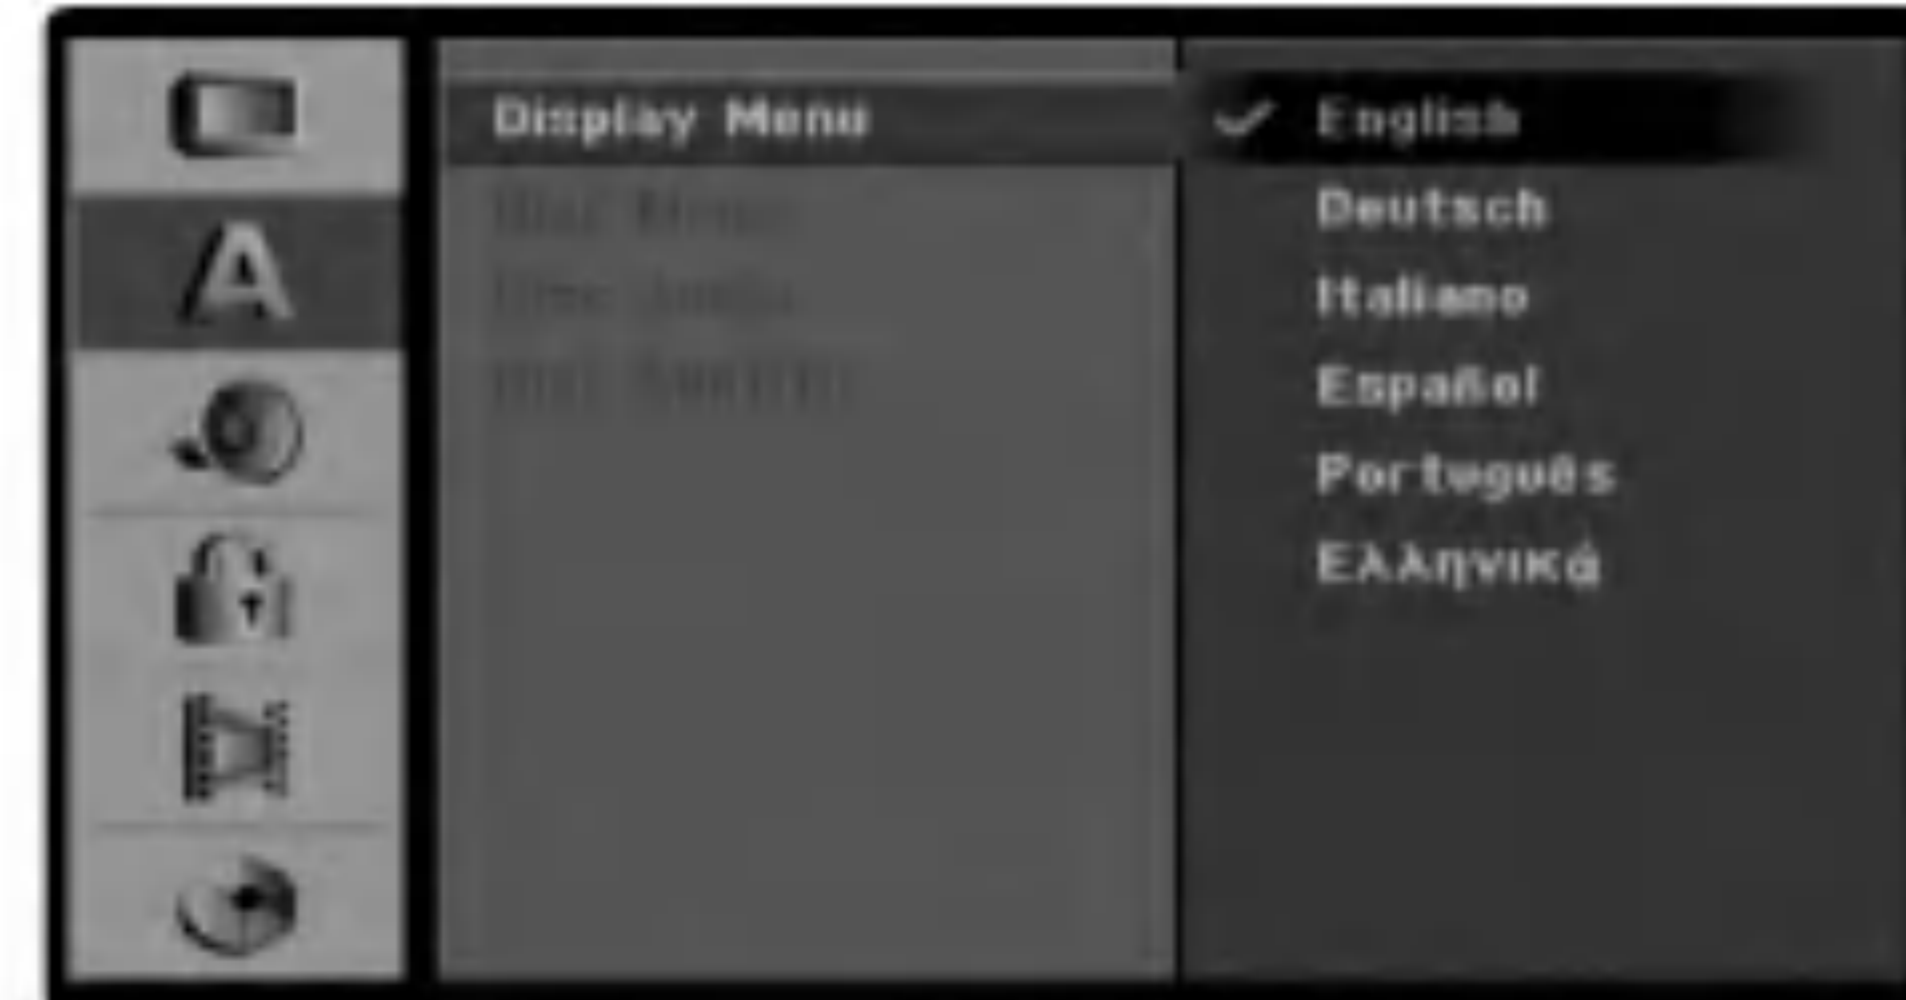 A
Display Menu
✓ English
Deutsch
Italiano
Español
Português
Ελληνικά